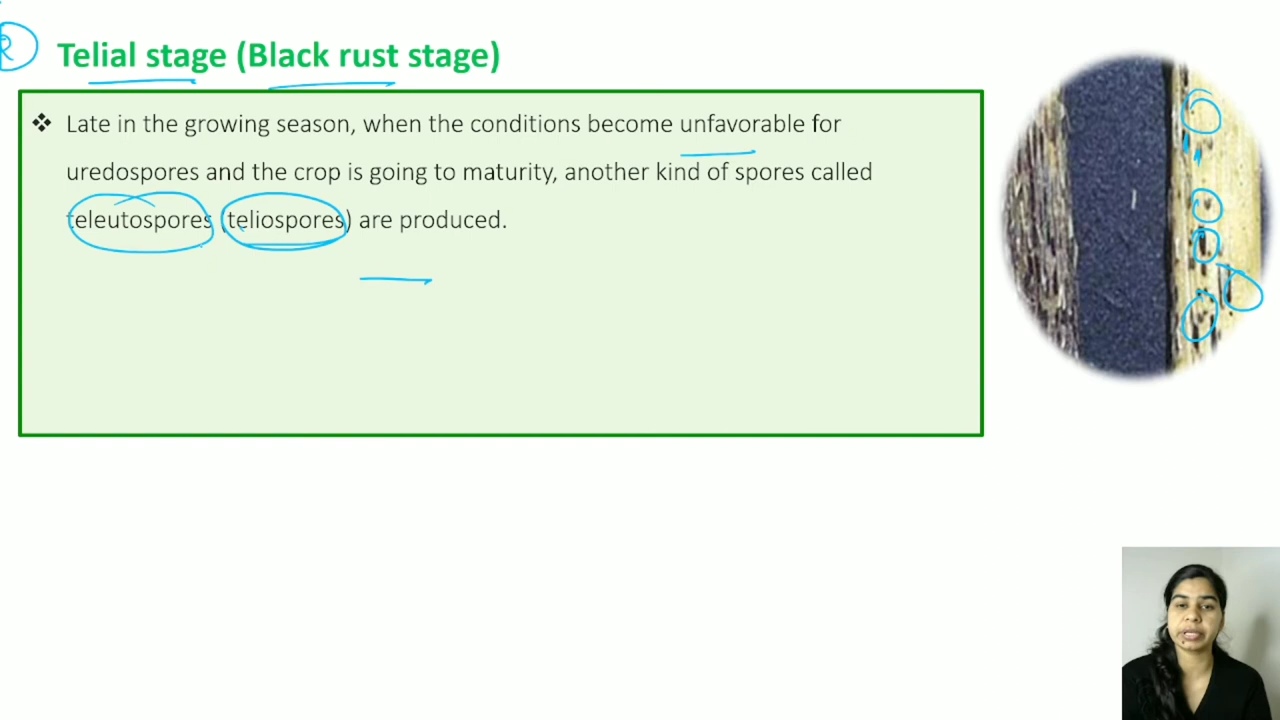 Telial stage (Black rust stage)
❖ Late in the growing season, when the conditions become unfavorable for
uredospores and the crop is going to maturity, another kind of spores called
teleutospores (teliospores) are produced.